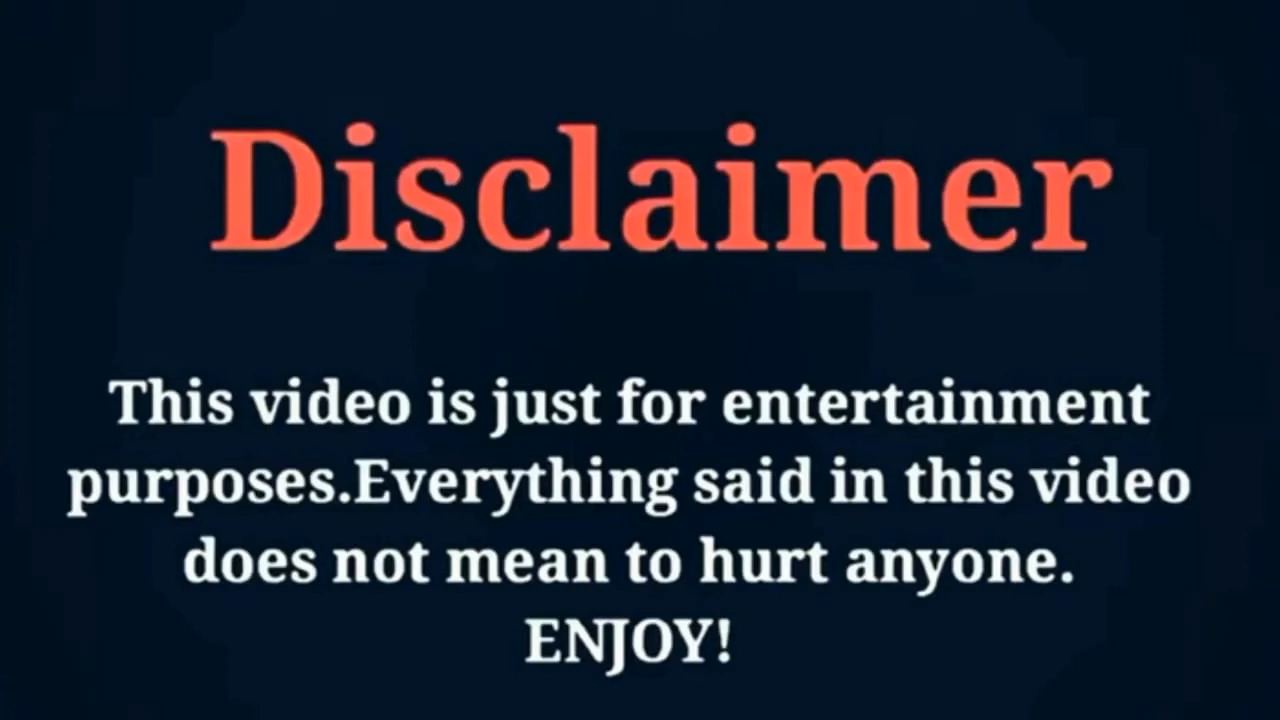 Disclaimer
This video is just for entertainment
purposes.Everything said in this video
does not mean to hurt anyone.
ENJOY!